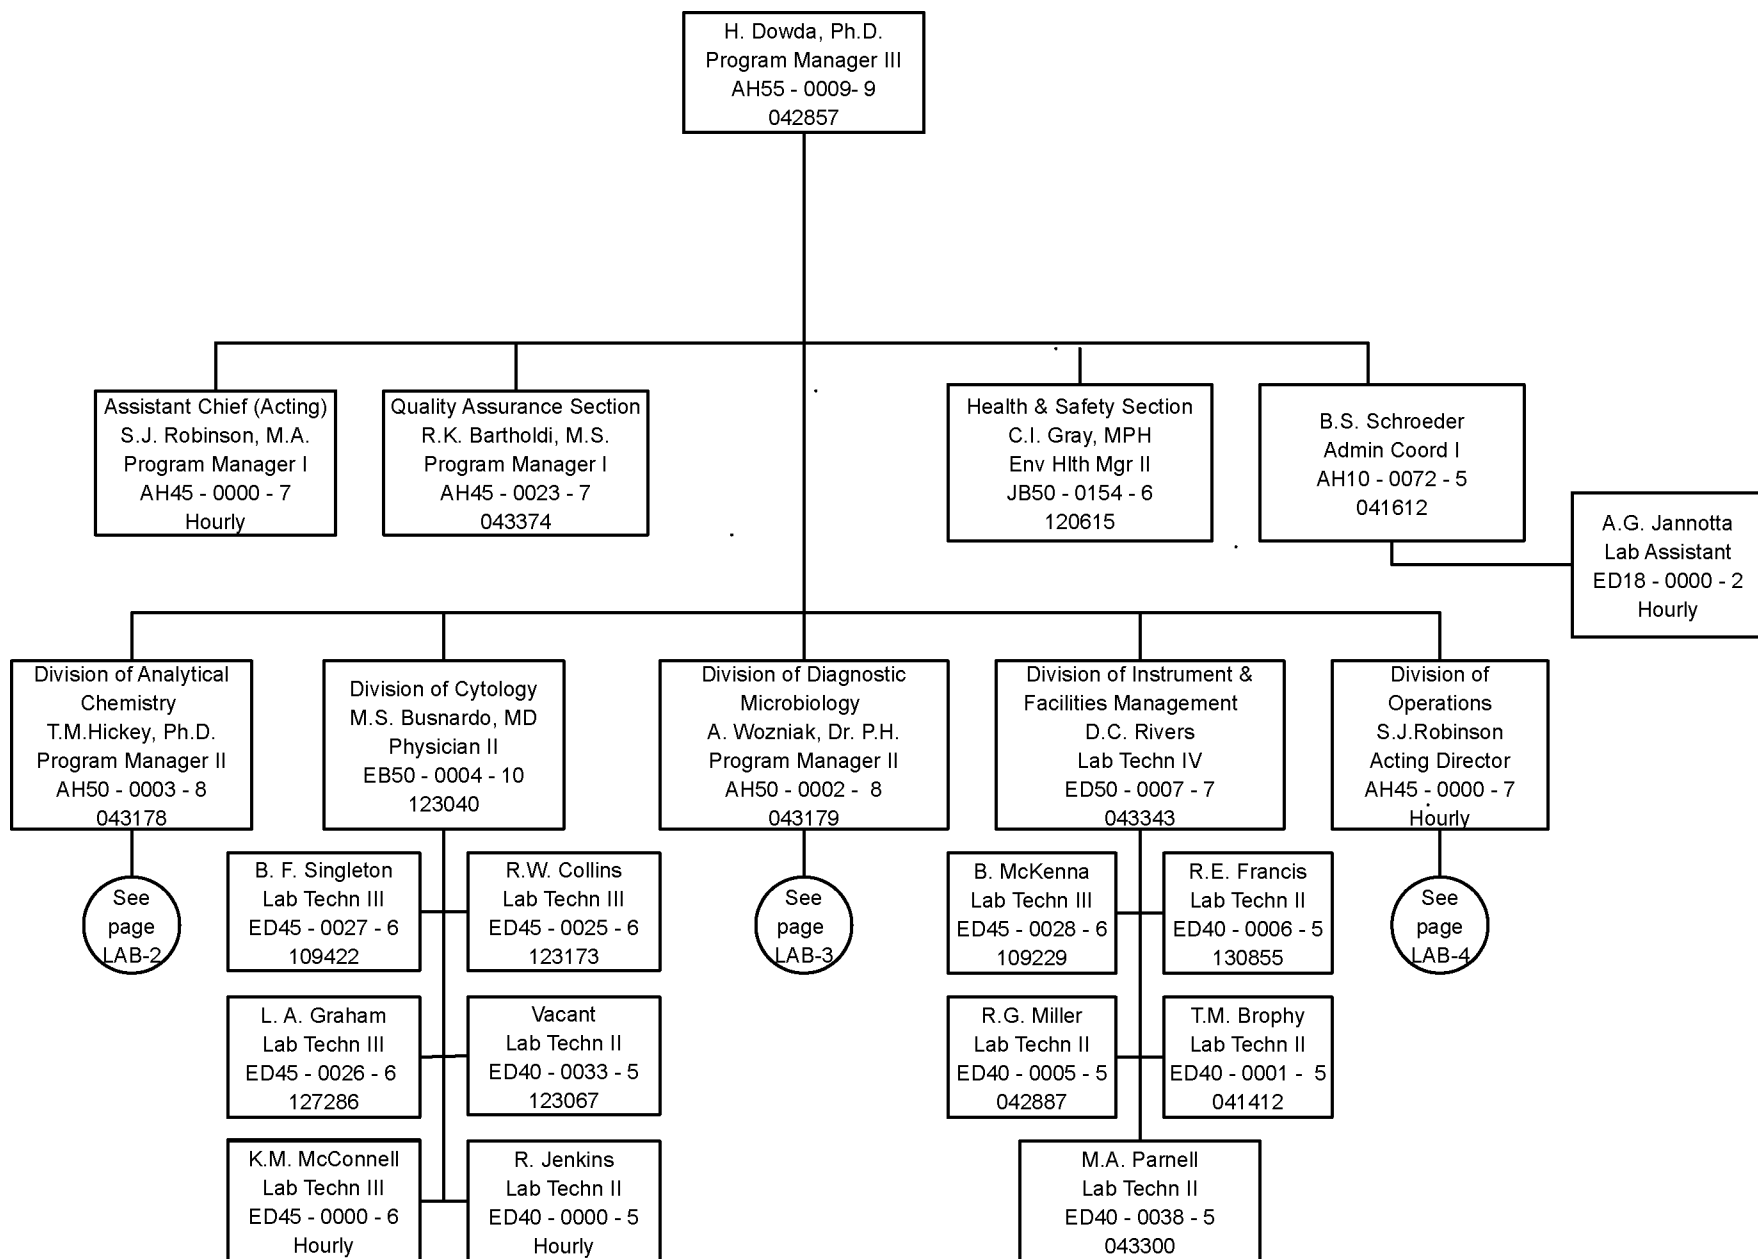 H. Dowda, Ph.D.
Program Manager III
AH55 - 0009- 9
042857
Assistant Chief (Acting)
S.J. Robinson, M.A.
Program Manager I
AH45 - 0000 - 7
Hourly
Quality Assurance Section
R.K. Bartholdi, M.S.
Program Manager I
AH45 - 0023 - 7
043374
Health & Safety Section
C.I. Gray, MPH
Env Hlth Mgr II
JB50 - 0154 - 6
120615
B.S. Schroeder
Admin Coord I
AH10 - 0072 - 5
041612
A.G. Jannotta
Lab Assistant
ED18 - 0000 - 2
Hourly
Division of Analytical
Chemistry
T.M.Hickey, Ph.D.
Program Manager II
AH50 - 0003 - 8
043178
Division of Cytology
M.S. Busnardo, MD
Physician II
EB50 - 0004 - 10
123040
Division of Diagnostic
Microbiology
A. Wozniak, Dr. P.H.
Program Manager II
AH50 - 0002 - 8
043179
Division of Instrument &
Facilities Management
D.C. Rivers
Lab Techn IV
ED50 - 0007 - 7
043343
Division of
Operations
S.J.Robinson
Acting Director
AH45 - 0000 - 7
Hourly
See
page
LAB-2
B. F. Singleton
Lab Techn III
ED45 - 0027 - 6
109422
R.W. Collins
Lab Techn III
ED45 - 0025 - 6
123173
See
page
LAB-3
B. McKenna
Lab Techn III
ED45 - 0028 - 6
109229
R.E. Francis
Lab Techn II
ED40 - 0006 - 5
130855
See
page
LAB-4
L. A. Graham
Lab Techn III
ED45 - 0026 - 6
127286
Vacant
Lab Techn II
ED40 - 0033 - 5
123067
R.G. Miller
Lab Techn II
ED40 - 0005 - 5
042887
T.M. Brophy
Lab Techn II
ED40 - 0001 - 5
041412
K.M. McConnell
Lab Techn III
ED45 - 0000 - 6
Hourly
R. Jenkins
Lab Techn II
ED40 - 0000 - 5
Hourly
M.A. Parnell
Lab Techn II
ED40 - 0038 - 5
043300